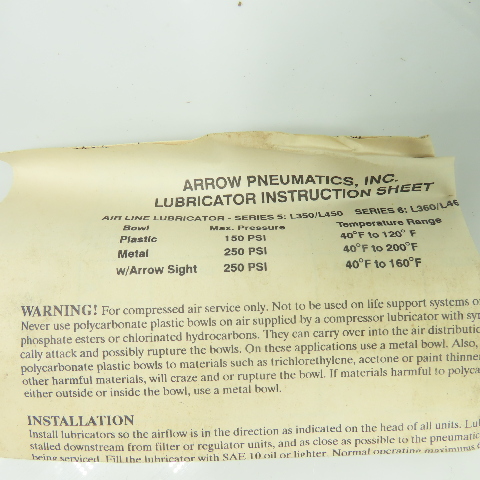 ARROW PNEUMATICS, INC.
LUBRICATOR INSTRUCTION SHEET
AIR LINE LUBRICATOR - SERIES 5: L350/L450 SERIES 6: L360/L46
Bowl Max. Pressure Temperature Range
Plastic 150 PSI 40°F to 120° F
Metal 250 PSI 40°F to 200°F
w/Arrow Sight 250 PSI 40°F to 160°F
WARNING! For compressed air service only. Not to be used on life support systems o
Never use polycarbonate plastic bowls on air supplied by a compressor lubricator with syn
phosphate esters or chlorinated hydrocarbons. They can carry over into the air distributio
cally attack and possibly rupture the bowls. On these applications use a metal bowl. Also,
polycarbonate plastic bowls to materials such as trichlorethylene, acetone or paint thinner
other harmful materials, will craze and or rupture the bowl. If materials harmful to polyca
either outside or inside the bowl, use a metal bowl.
INSTALLATION
Install lubricators so the airflow is in the direction as indicated on the head of all units. Lu
stalled downstream from filter or regulator units, and as close as possible to the pneumatic
being serviced. Fill the lubricator with SAE 10 oil or lighter. Normal operating maximums